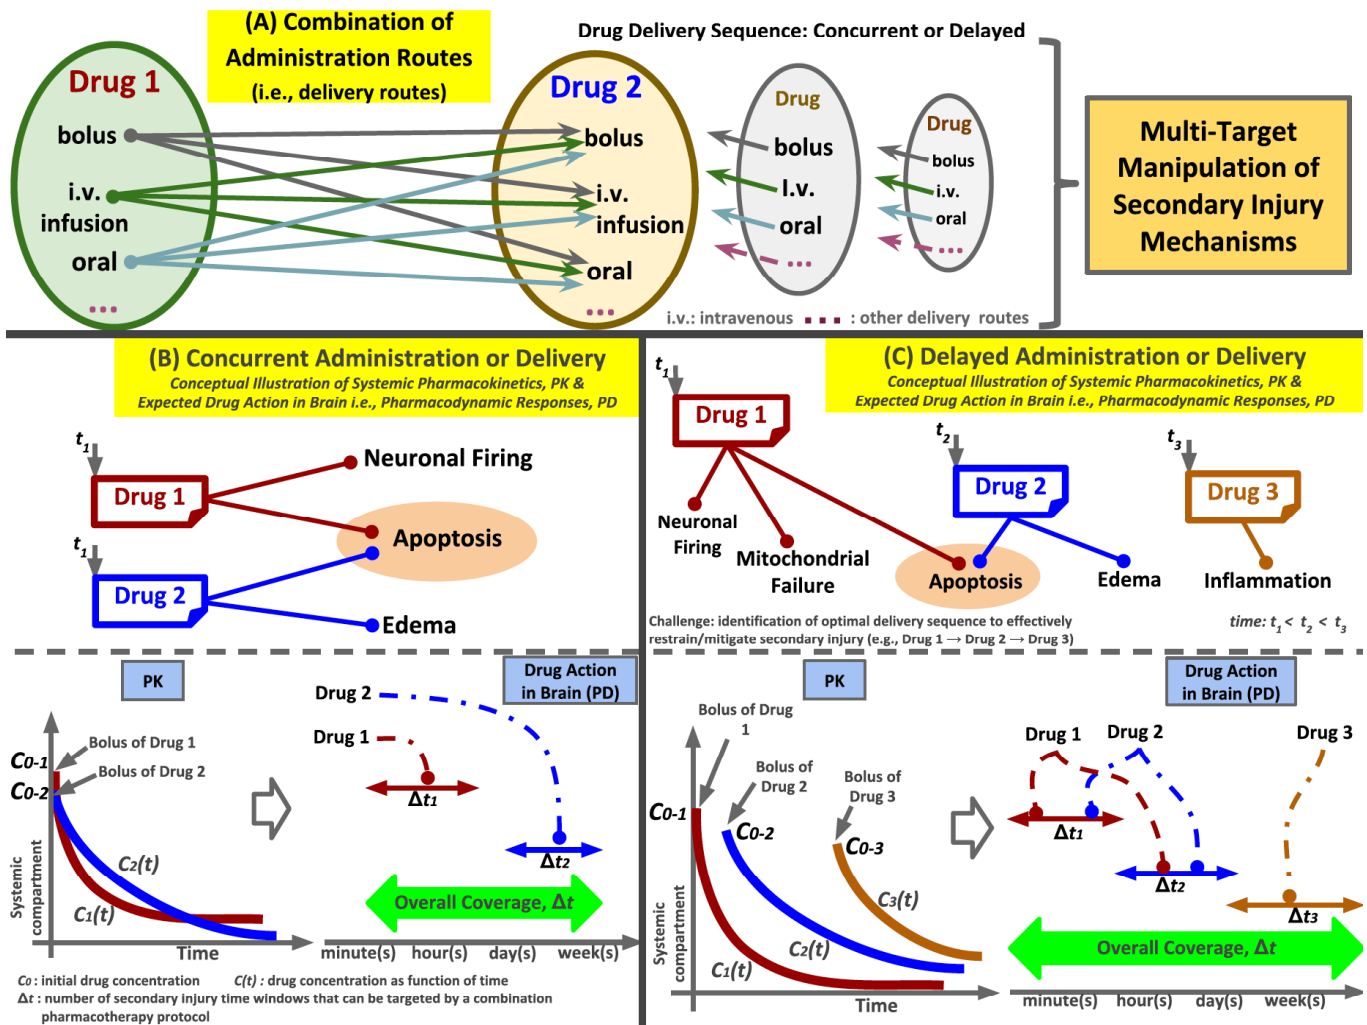 (A) Combination of
Administration Routes
(i.e., delivery routes)
Drug Delivery Sequence: Concurrent or Delayed
Drug 1
bolus
i.v.
infusion
oral
...
Drug 2
bolus
i.v.
infusion
oral
...
Drug
bolus
I.v.
oral
...
Drug
bolus
i.v.
oral
...
i.v.: intravenous ... : other delivery routes
Multi-Target
Manipulation of
Secondary Injury
Mechanisms
(B) Concurrent Administration or Delivery
Conceptual Illustration of Systemic Pharmacokinetics, PK &
Expected Drug Action in Brain i.e., Pharmacodynamic Responses, PD
t1
Drug 1
Neuronal Firing
Apoptosis
t1
Drug 2
Edema
PK
Drug Action
in Brain (PD)
C0-1
C0-2
Bolus of Drug 1
Bolus of Drug 2
C2(t)
C1(t)
Systemic
compartment
Time
Drug 2
Drug 1
Δt1
Δt2
Overall Coverage, Δt
minute(s) hour(s) day(s) week(s)
C0 : initial drug concentration C(t) : drug concentration as function of time
Δt : number of secondary injury time windows that can be targeted by a combination
pharmacotherapy protocol
(C) Delayed Administration or Delivery
Conceptual Illustration of Systemic Pharmacokinetics, PK &
Expected Drug Action in Brain i.e., Pharmacodynamic Responses, PD
t1
Drug 1
t2
Drug 2
t3
Drug 3
Neuronal
Firing
Mitochondrial
Failure
Apoptosis
Edema
Inflammation
Challenge: identification of optimal delivery sequence to effectively
restrain/mitigate secondary injury (e.g., Drug 1 → Drug 2 → Drug 3)
time: t1 < t2 < t3
PK
Drug Action
in Brain (PD)
Bolus of Drug
1
Bolus of
Drug 2
Bolus of
Drug 3
C0-1
C0-2
C0-3
C1(t)
C2(t)
C3(t)
Systemic
compartment
Time
Drug 1
Drug 2
Drug 3
Δt1
Δt2
Δt3
Overall Coverage, Δt
minute(s) hour(s) day(s) week(s)